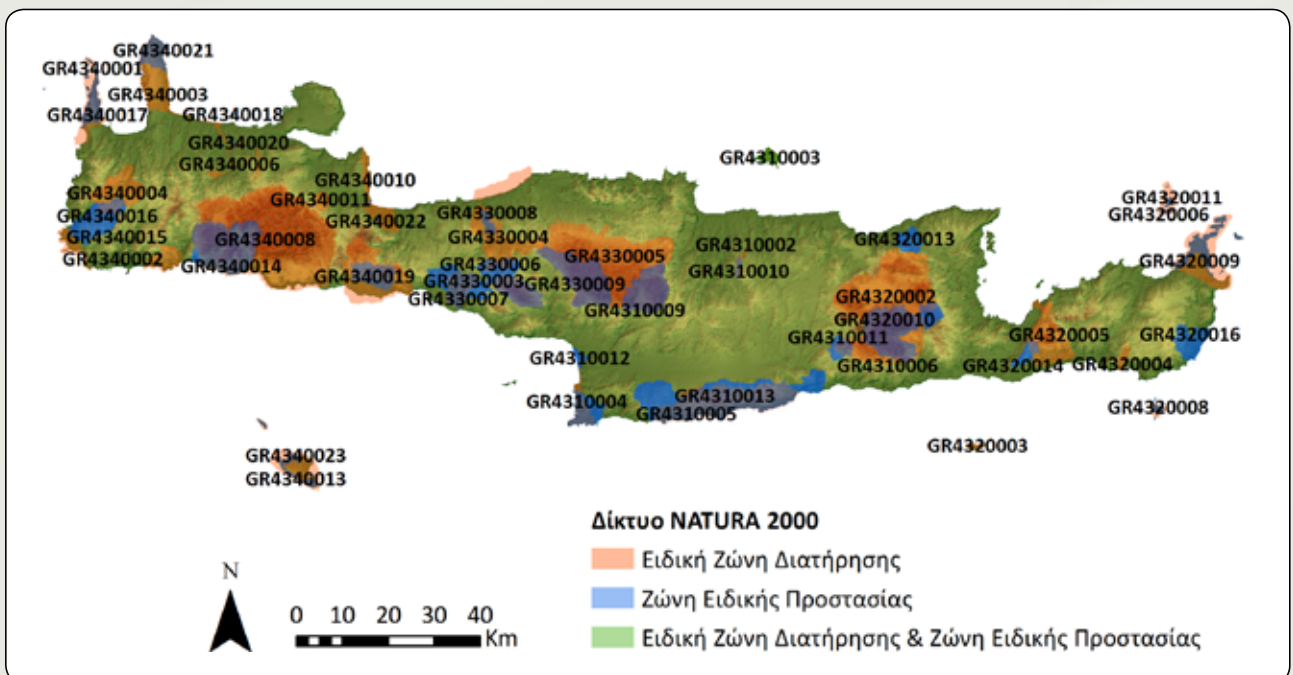 GR4340021
GR4340001
GR4340003
GR4340017
GR4340018
GR4340020
GR4340006
GR4310003
GR4340010
GR4340004
GR4340011
GR4320011
GR4340016
GR4340022
GR4330008
GR4320006
GR4340015
GR4340008
GR4330004
GR4310002
GR4320013
GR4340002
GR4340014
GR4330006
GR4330005
GR4310010
GR4320009
GR4340019
GR4330003
GR4330009
GR4330007
GR4310009
GR4320002
GR4320010
GR4310011
GR4320005
GR4320016
GR4310012
GR4310006
GR4320014
GR4320004
GR4310004
GR4310013
GR4310005
GR4320008
GR4320003
GR4340023
GR4340013
Δίκτυο NATURA 2000
Ειδική Ζώνη Διατήρησης
Ζώνη Ειδικής Προστασίας
Ειδική Ζώνη Διατήρησης & Ζώνη Ειδικής Προστασίας
N
0 10 20 30 40
Km